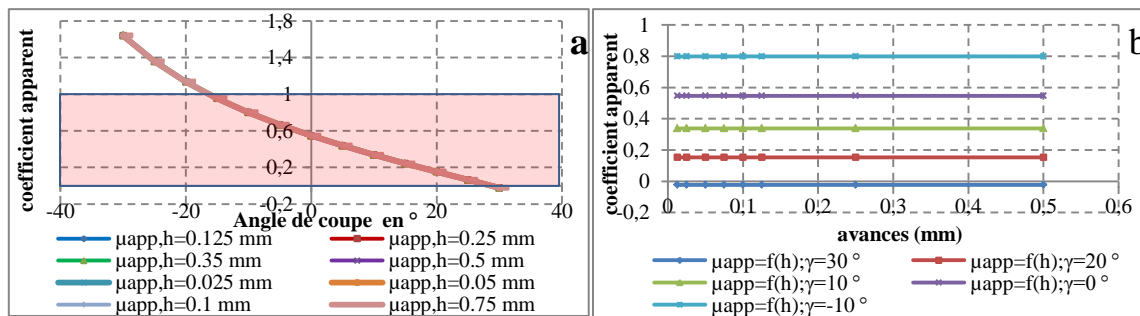 coefficient apparent
1,8
1,4
1
0,6
0,2
-0,2
-40
-20
0
20
40
Angle de coupe en °
a
µapp,h=0.125 mm
µapp,h=0.25 mm
µapp,h=0.35 mm
µapp,h=0.5 mm
µapp,h=0.025 mm
µapp,h=0.05 mm
µapp,h=0.1 mm
µapp,h=0.75 mm
coefficient apparent
1
0,8
0,6
0,4
0,2
0
-0,2
0
0,1
0,2
0,3
0,4
0,5
0,6
avances (mm)
b
µapp=f(h);γ=30 °
µapp=f(h);γ=20 °
µapp=f(h);γ=10 °
µapp=f(h);γ=0 °
µapp=f(h);γ=-10 °